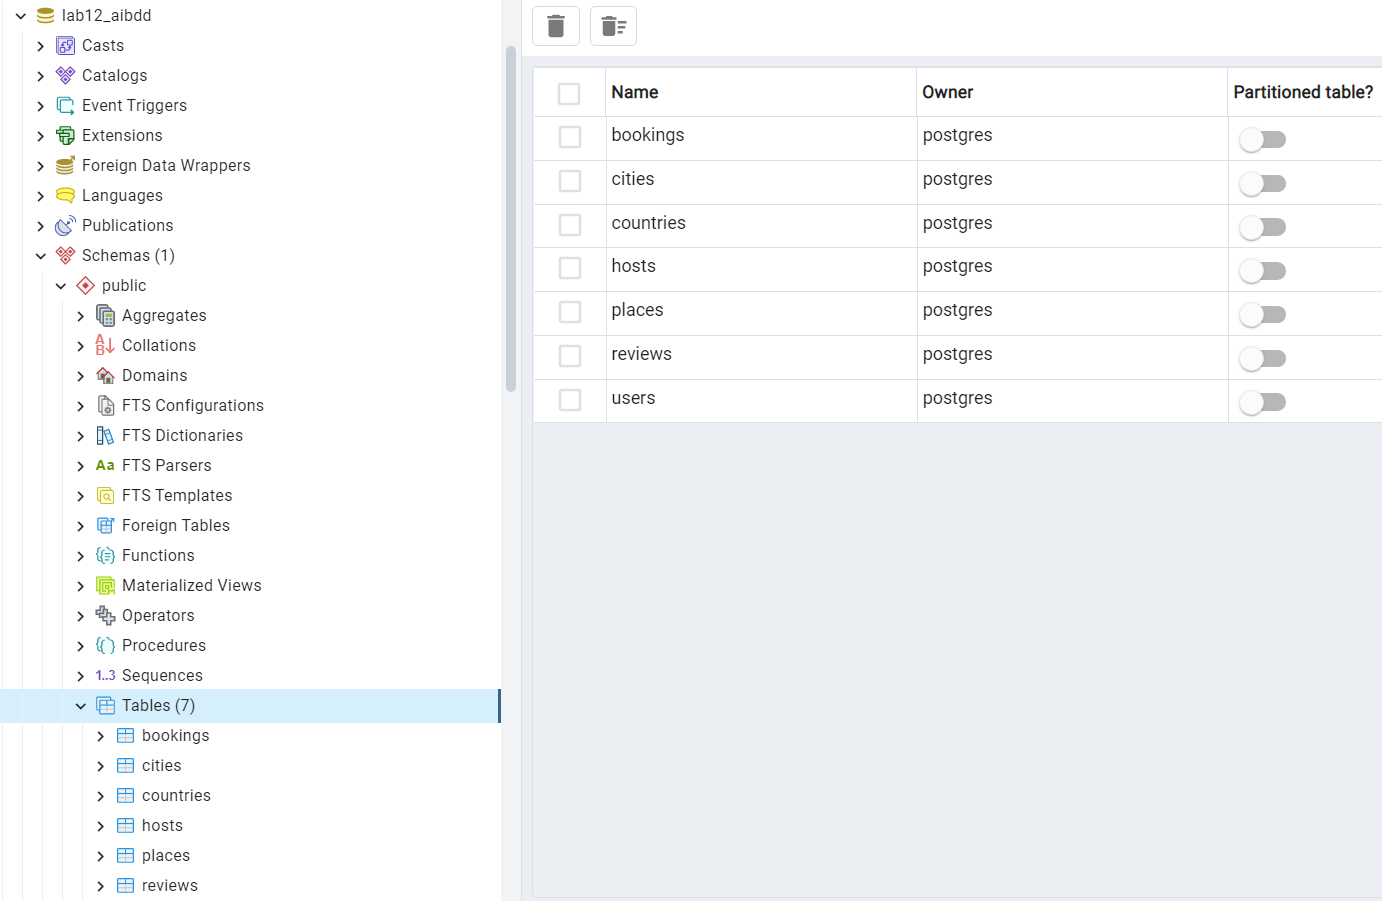 lab12_aibdd
Casts
Catalogs
Event Triggers
Extensions
Foreign Data Wrappers
Languages
Publications
Schemas (1)
public
Aggregates
Collations
Domains
FTS Configurations
FTS Dictionaries
Aa FTS Parsers
FTS Templates
Foreign Tables
Functions
Materialized Views
Operators
Procedures
1..3 Sequences
Tables (7)
bookings
cities
countries
hosts
places
reviews
Name Owner Partitioned table?
bookings postgres
cities postgres
countries postgres
hosts postgres
places postgres
reviews postgres
users postgres